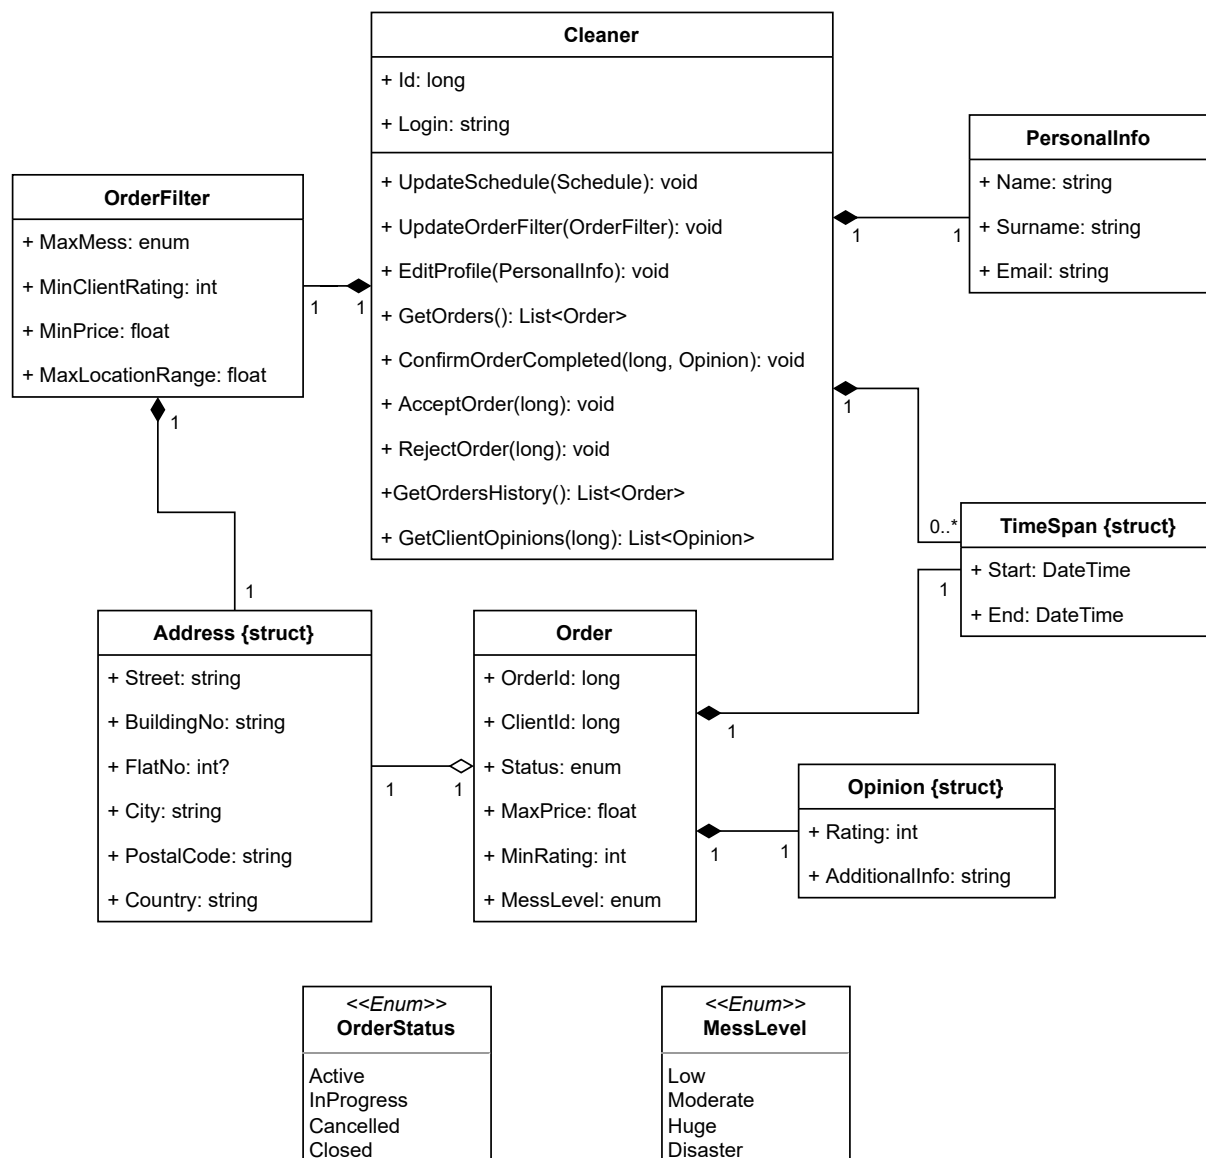 Cleaner
+ Id: long
+ Login: string
+ UpdateSchedule(Schedule): void
+ UpdateOrderFilter(OrderFilter): void
+ EditProfile(PersonalInfo): void
+ GetOrders(): List<Order>
+ ConfirmOrderCompleted(long, Opinion): void
+ AcceptOrder(long): void
+ RejectOrder(long): void
+GetOrdersHistory(): List<Order>
+ GetClientOpinions(long): List<Opinion>
PersonalInfo
+ Name: string
+ Surname: string
+ Email: string
1
1
OrderFilter
+ MaxMess: enum
+ MinClientRating: int
+ MinPrice: float
+ MaxLocationRange: float
1
1
1
1
1
0..*
TimeSpan {struct}
+ Start: DateTime
+ End: DateTime
1
1
Address {struct}
+ Street: string
+ BuildingNo: string
+ FlatNo: int?
+ City: string
+ PostalCode: string
+ Country: string
1
1
Order
+ OrderId: long
+ ClientId: long
+ Status: enum
+ MaxPrice: float
+ MinRating: int
+ MessLevel: enum
1
1
Opinion {struct}
+ Rating: int
+ AdditionalInfo: string
<<Enum>>
OrderStatus
Active
InProgress
Cancelled
Closed
<<Enum>>
MessLevel
Low
Moderate
Huge
Disaster